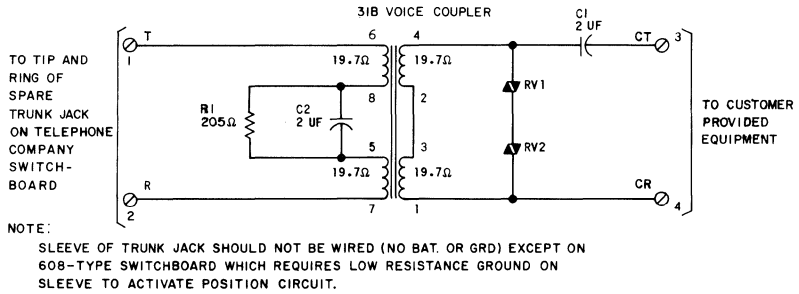 31B VOICE COUPLER
TO TIP AND
RING OF
SPARE
TRUNK JACK
ON TELEPHONE
COMPANY
SWITCH-
BOARD
T
1
R
2
R1
205Ω
C2
2 UF
6
19.7Ω
8
5
19.7Ω
7
4
19.7Ω
2
3
19.7Ω
1
RV1
RV2
C1
2 UF
CT
3
CR
4
TO CUSTOMER
PROVIDED
EQUIPMENT
NOTE:
SLEEVE OF TRUNK JACK SHOULD NOT BE WIRED (NO BAT. OR GRD) EXCEPT ON
608-TYPE SWITCHBOARD WHICH REQUIRES LOW RESISTANCE GROUND ON
SLEEVE TO ACTIVATE POSITION CIRCUIT.